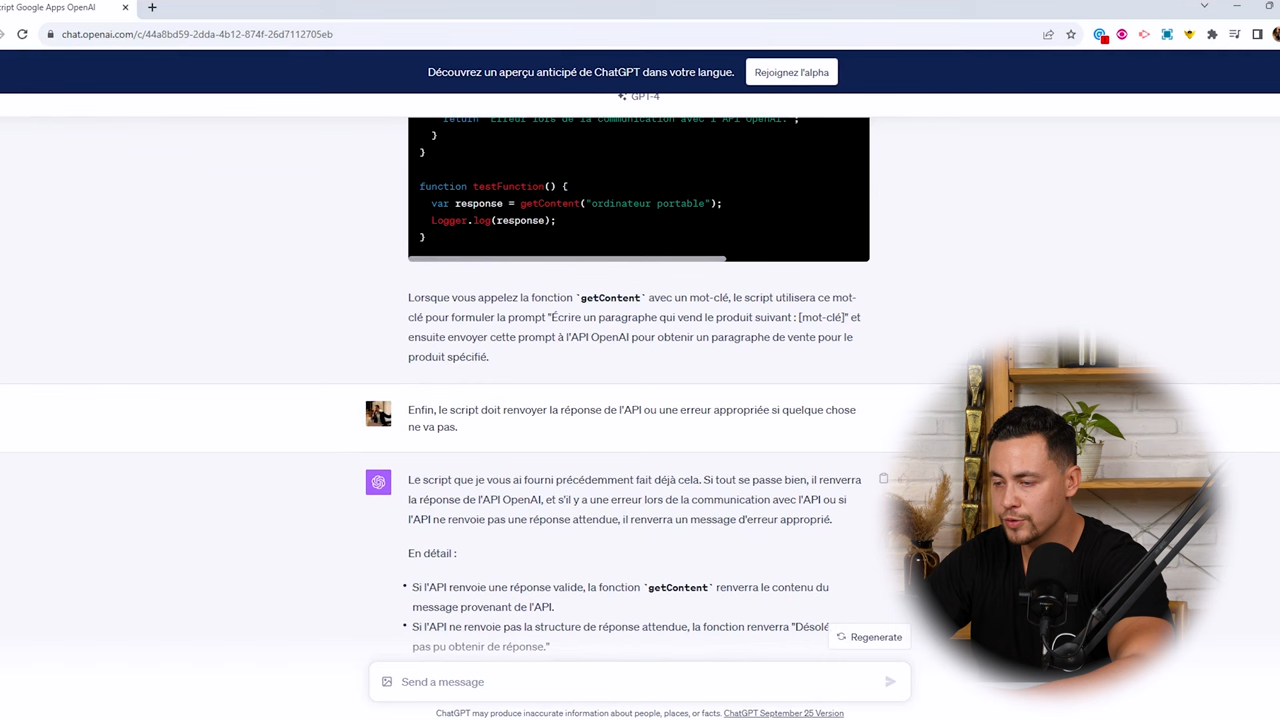 cript Google Apps OpenAI
chat.openai.com/c/44a8bd59-2dda-4b12-874f-26d7112705eb
Découvrez un aperçu anticipé de ChatGPT dans votre langue. Rejoignez l'alpha
GPT-4
return "Erreur lors de la communication avec l'API OpenAI.";
}
}
function testFunction() {
var response = getContent("ordinateur portable");
Logger.log(response);
}
Lorsque vous appelez la fonction `getContent` avec un mot-clé, le script utilisera ce mot-
clé pour formuler la prompt "Écrire un paragraphe qui vend le produit suivant : [mot-clé]" et
ensuite envoyer cette prompt à l'API OpenAI pour obtenir un paragraphe de vente pour le
produit spécifié.
Enfin, le script doit renvoyer la réponse de l'API ou une erreur appropriée si quelque chose
ne va pas.
Le script que je vous ai fourni précédemment fait déjà cela. Si tout se passe bien, il renverra
la réponse de l'API OpenAI, et s'il y a une erreur lors de la communication avec l'API ou si
l'API ne renvoie pas une réponse attendue, il renverra un message d'erreur approprié.
En détail :
• Si l'API renvoie une réponse valide, la fonction `getContent` renverra le contenu du
message provenant de l'API.
• Si l'API ne renvoie pas la structure de réponse attendue, la fonction renverra "Désolé
pas pu obtenir de réponse."
Regenerate
Send a message
ChatGPT may produce inaccurate information about people, places, or facts. ChatGPT September 25 Version